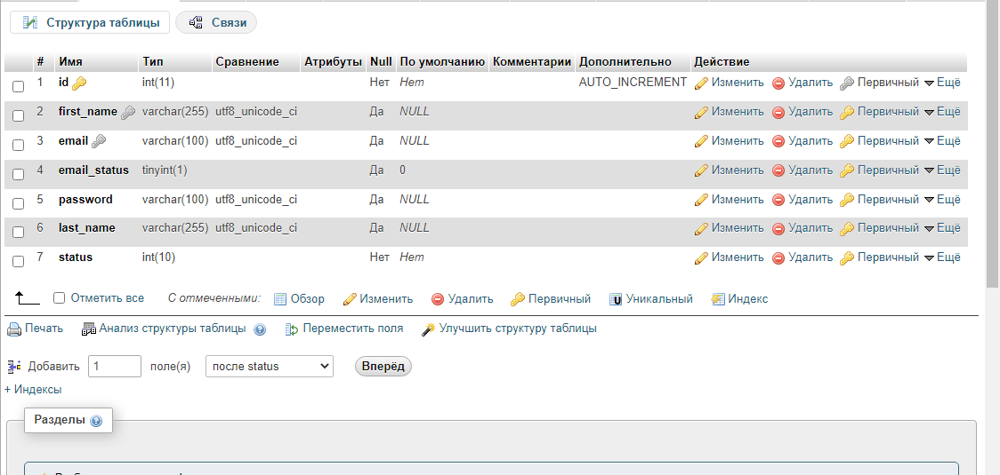 Структура таблицы Связи
# Имя Тип Сравнение Атрибуты Null По умолчанию Комментарии Дополнительно Действие
1 id int(11) Нет Нет AUTO_INCREMENT Изменить Удалить Первичный Ещё
2 first_name varchar(255) utf8_unicode_ci Да NULL Изменить Удалить Первичный Ещё
3 email varchar(100) utf8_unicode_ci Да NULL Изменить Удалить Первичный Ещё
4 email_status tinyint(1) Да 0 Изменить Удалить Первичный Ещё
5 password varchar(100) utf8_unicode_ci Да NULL Изменить Удалить Первичный Ещё
6 last_name varchar(255) utf8_unicode_ci Да NULL Изменить Удалить Первичный Ещё
7 status int(10) Нет Нет Изменить Удалить Первичный Ещё
Отметить все С отмеченными: Обзор Изменить Удалить Первичный Уникальный Индекс
Печать Анализ структуры таблицы Переместить поля Улучшить структуру таблицы
Добавить 1 поле(я) после status Вперёд
+ Индексы
Разделы